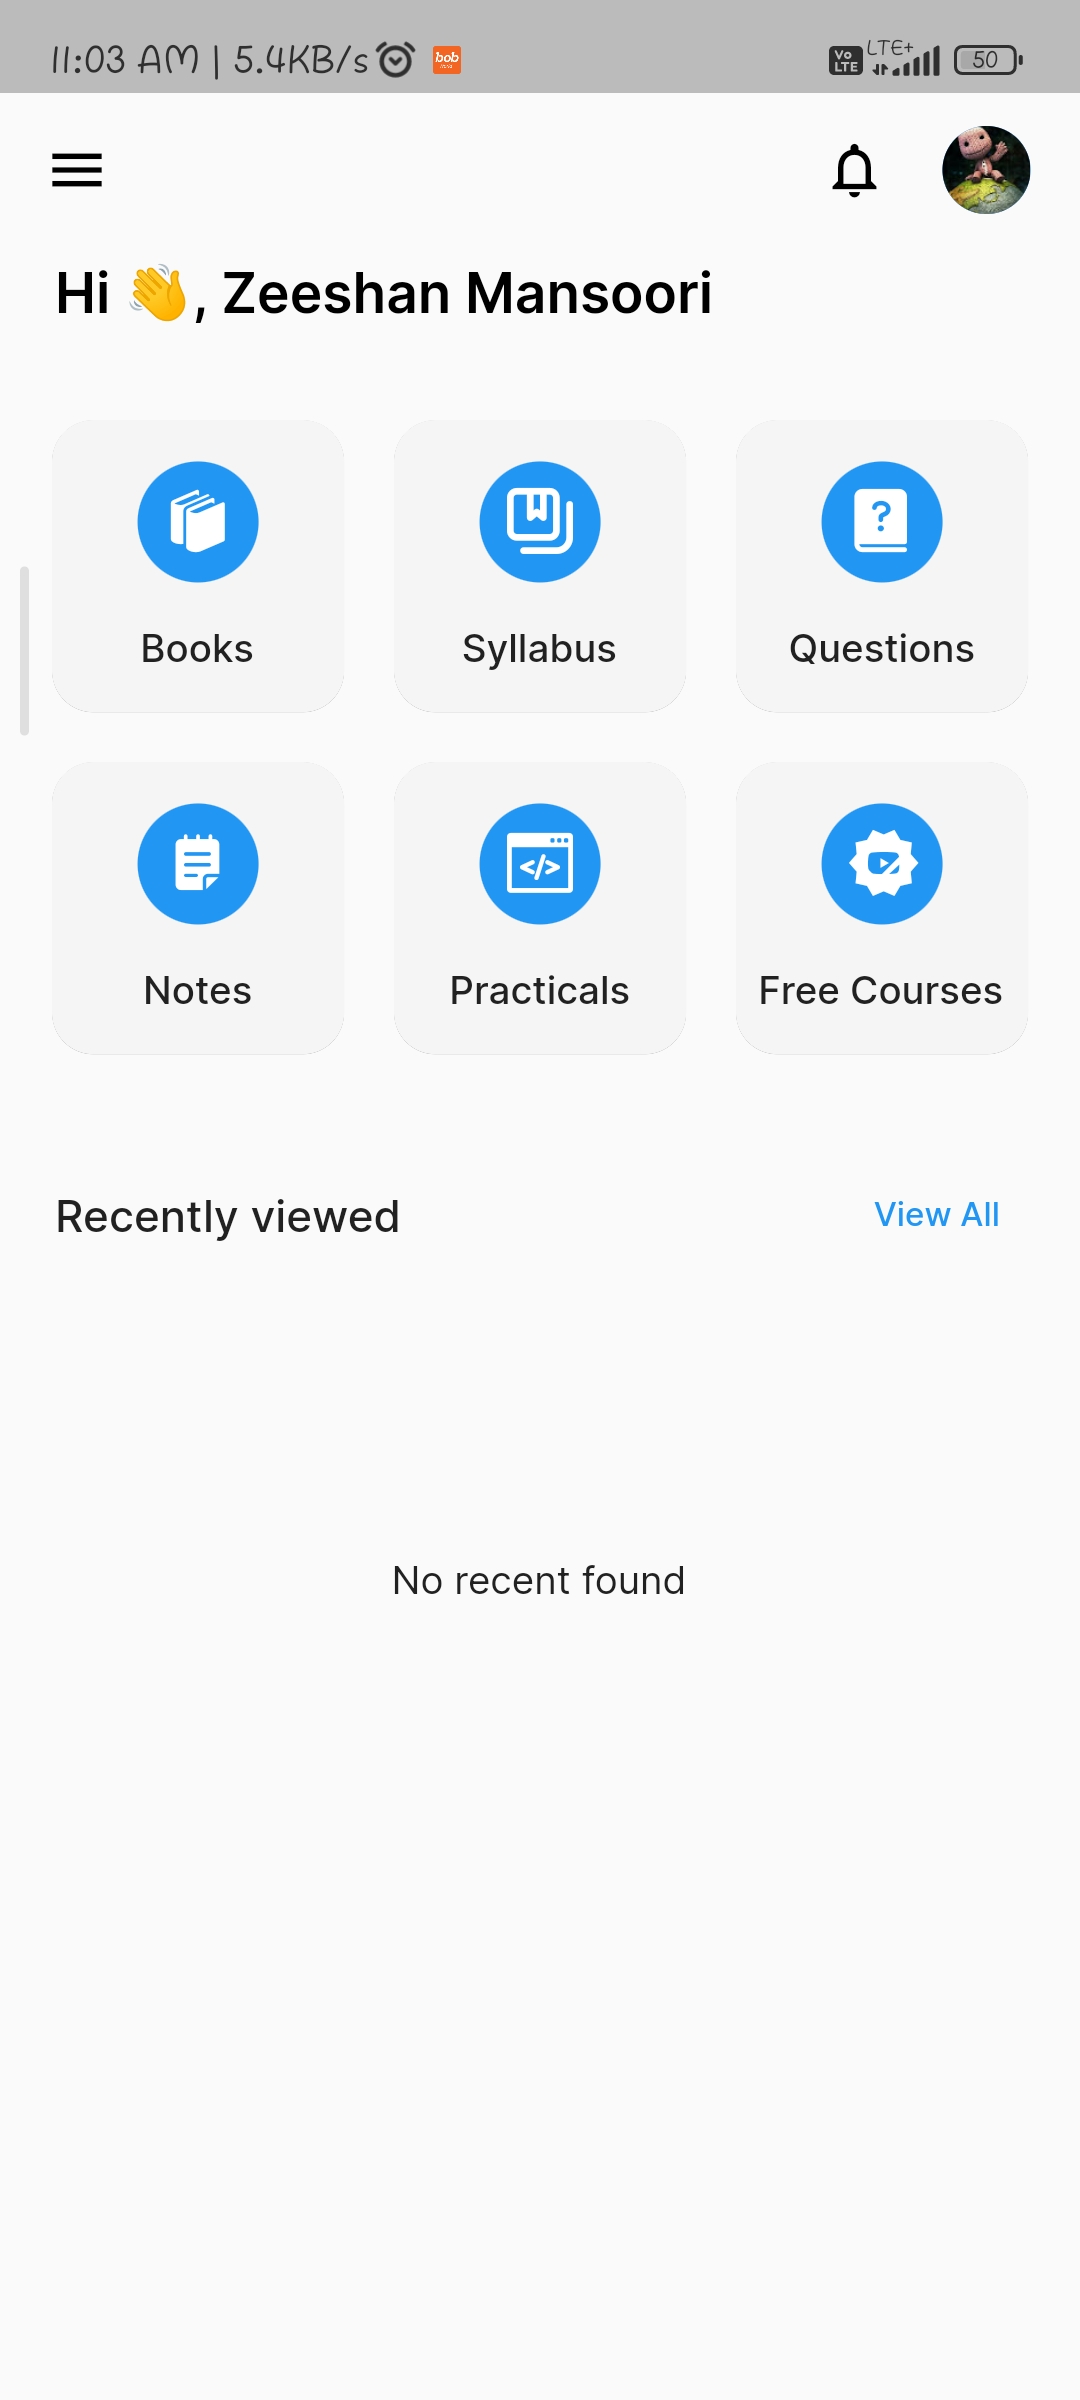 11:03 AM | 5.4KB/s bob Vo LTE LTE+ 50
Hi 👋, Zeeshan Mansoori
Books Syllabus Questions
Notes Practicals Free Courses
Recently viewed View All
No recent found